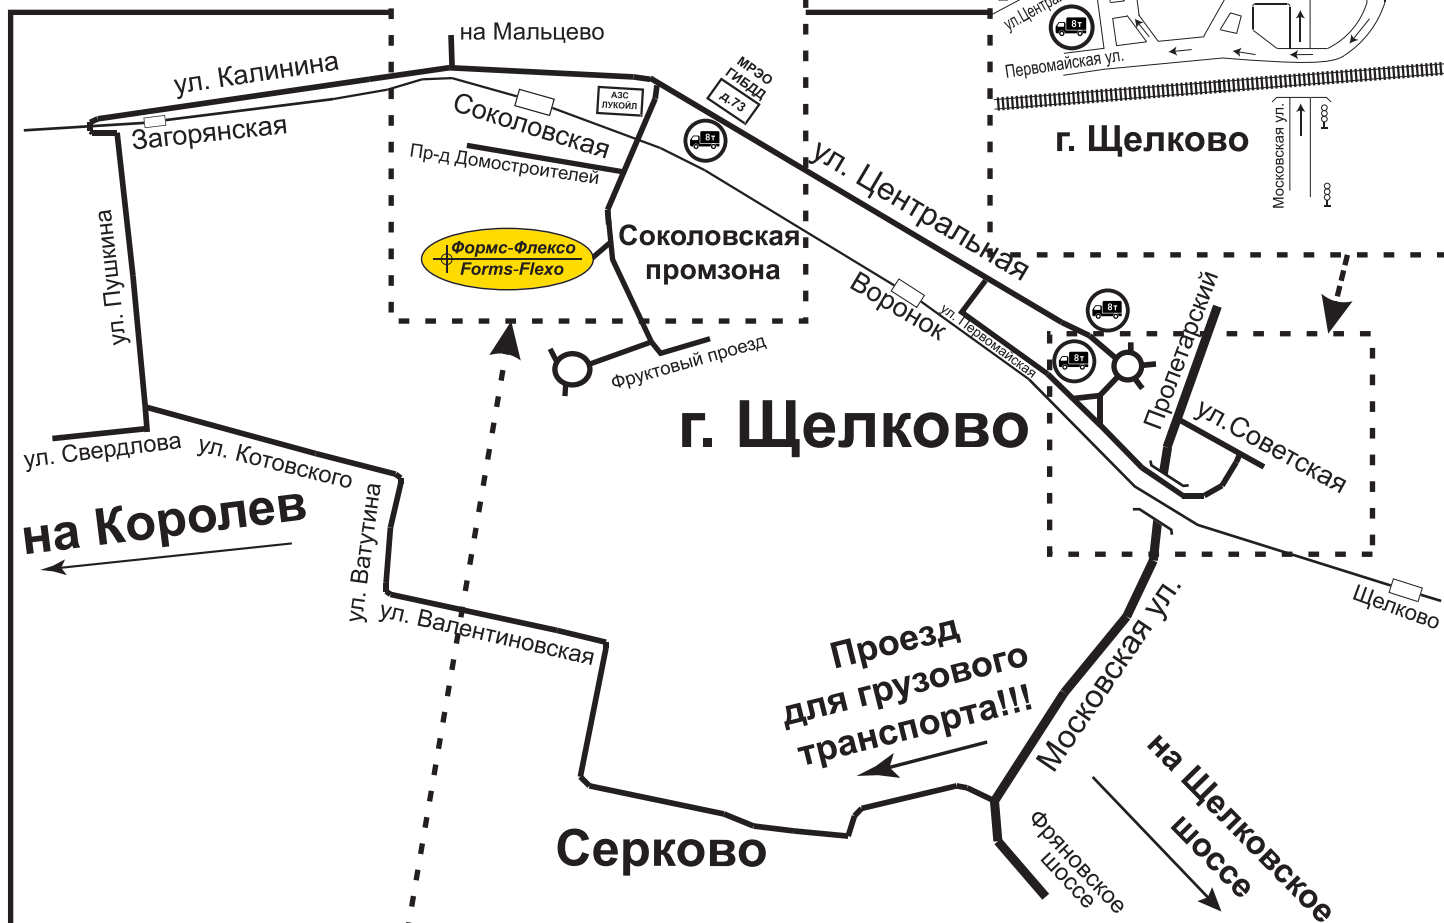 на Мальцево
ул.Центральная
8т
Первомайская ул.
ул. Калинина
МРЭО
ГИБДД
д.73
АЗС
ЛУКОЙЛ
Загорянская
Соколовская
8т
г. Щелково
Московская ул.
Пр-д Домостроителей
ул. Центральная
ул. Пушкина
Формс-Флексо
Forms-Flexo
Соколовская
промзона
Воронок
ул. Первомайская
8т
8т
Пролетарский
Фруктовый проезд
г. Щелково
ул.Советская
ул. Свердлова
ул. Котовского
на Королев
ул. Ватутина
ул. Валентиновская
Щелково
Проезд
для грузового
транспорта!!!
Московская ул.
на Щелковское
шоссе
Серково
Фряновское
шоссе